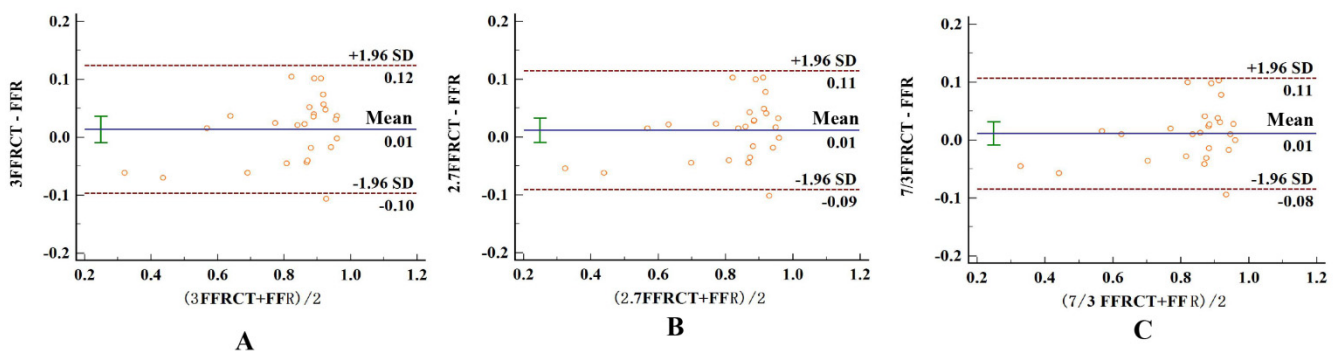 0.2
0.1
0.0
-0.1
-0.2
3FFRCT - FFR
+1.96 SD
0.12
Mean
0.01
-1.96 SD
-0.10
0.2 0.4 0.6 0.8 1.0 1.2
(3FFRCT+FFR)/2
A
0.2
0.1
0.0
-0.1
-0.2
2.7FFRCT - FFR
+1.96 SD
0.11
Mean
0.01
-1.96 SD
-0.09
0.2 0.4 0.6 0.8 1.0 1.2
(2.7FFRCT+FFR)/2
B
0.2
0.1
0.0
-0.1
-0.2
7/3FFRCT - FFR
+1.96 SD
0.11
Mean
0.01
-1.96 SD
-0.08
0.2 0.4 0.6 0.8 1.0 1.2
(7/3 FFRCT+FFR)/2
C